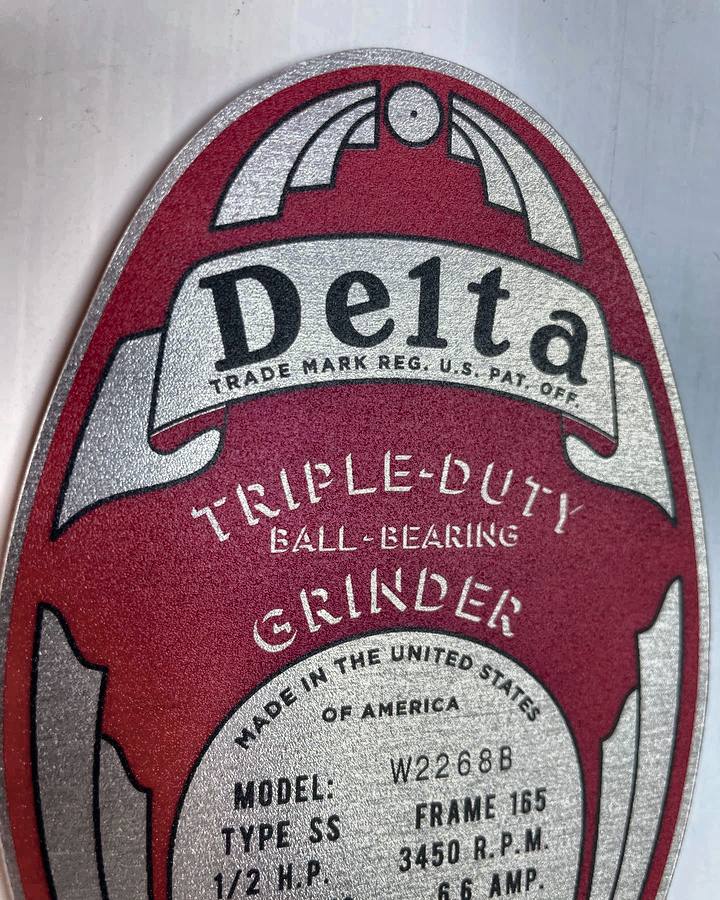 Delta
TRADE MARK REG. U.S. PAT. OFF.
TRIPLE-DUTY
BALL-BEARING
GRINDER
MADE IN THE UNITED STATES
OF AMERICA
MODEL: W2268B
TYPE SS FRAME 165
1/2 H.P. 3450 R.P.M.
6.6 AMP.